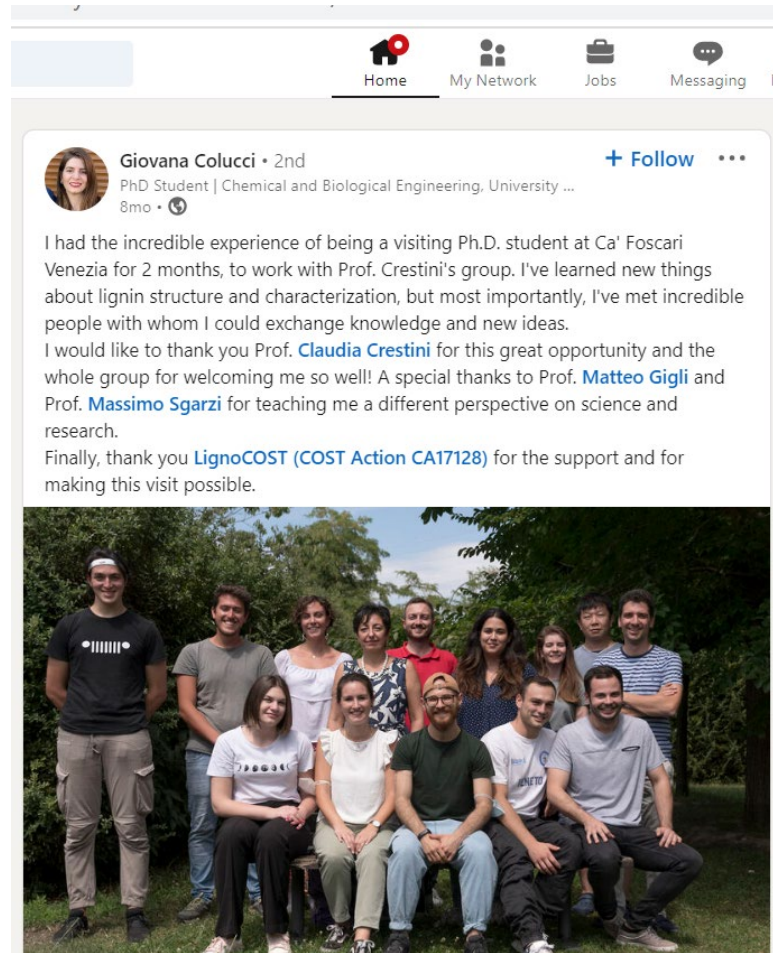 Home
My Network
Jobs
Messaging
Giovana Colucci • 2nd
+ Follow
PhD Student | Chemical and Biological Engineering, University ...
8mo •
I had the incredible experience of being a visiting Ph.D. student at Ca' Foscari
Venezia for 2 months, to work with Prof. Crestini's group. I've learned new things
about lignin structure and characterization, but most importantly, I've met incredible
people with whom I could exchange knowledge and new ideas.
I would like to thank you Prof. Claudia Crestini for this great opportunity and the
whole group for welcoming me so well! A special thanks to Prof. Matteo Gigli and
Prof. Massimo Sgarzi for teaching me a different perspective on science and
research.
Finally, thank you LignoCOST (COST Action CA17128) for the support and for
making this visit possible.